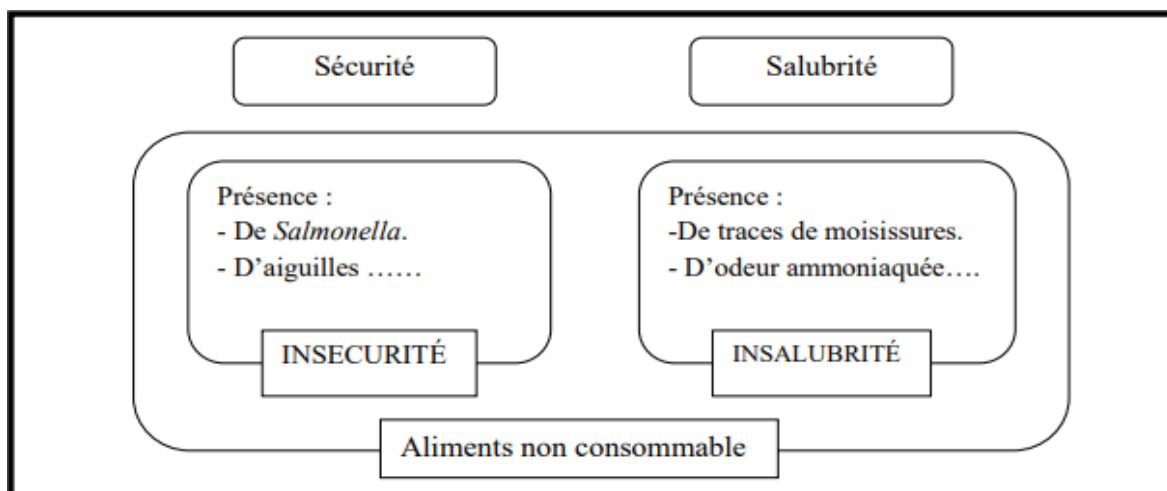 Sécurité
Salubrité
Présence :
- De Salmonella.
- D’aiguilles ……
INSECURITÉ
Présence :
-De traces de moisissures.
- D’odeur ammoniaquée….
INSALUBRITÉ
Aliments non consommable